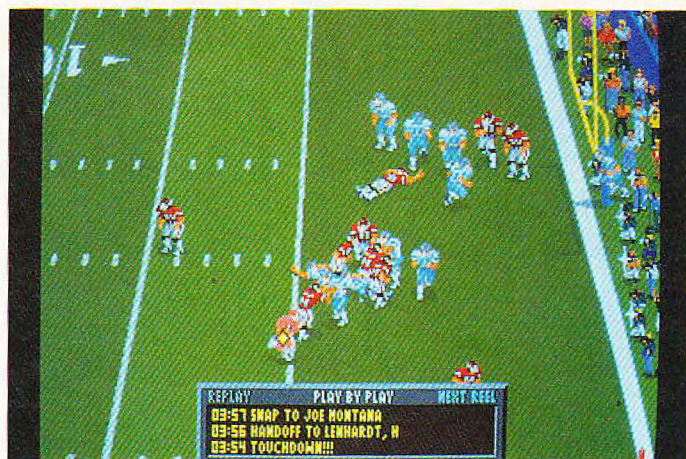 10
REPLAY PLAY BY PLAY NEXT REEL
03:57 SNAP TO JOE MONTANA
03:56 HANDOFF TO LENHARDT, H
03:54 TOUCHDOWN!!!